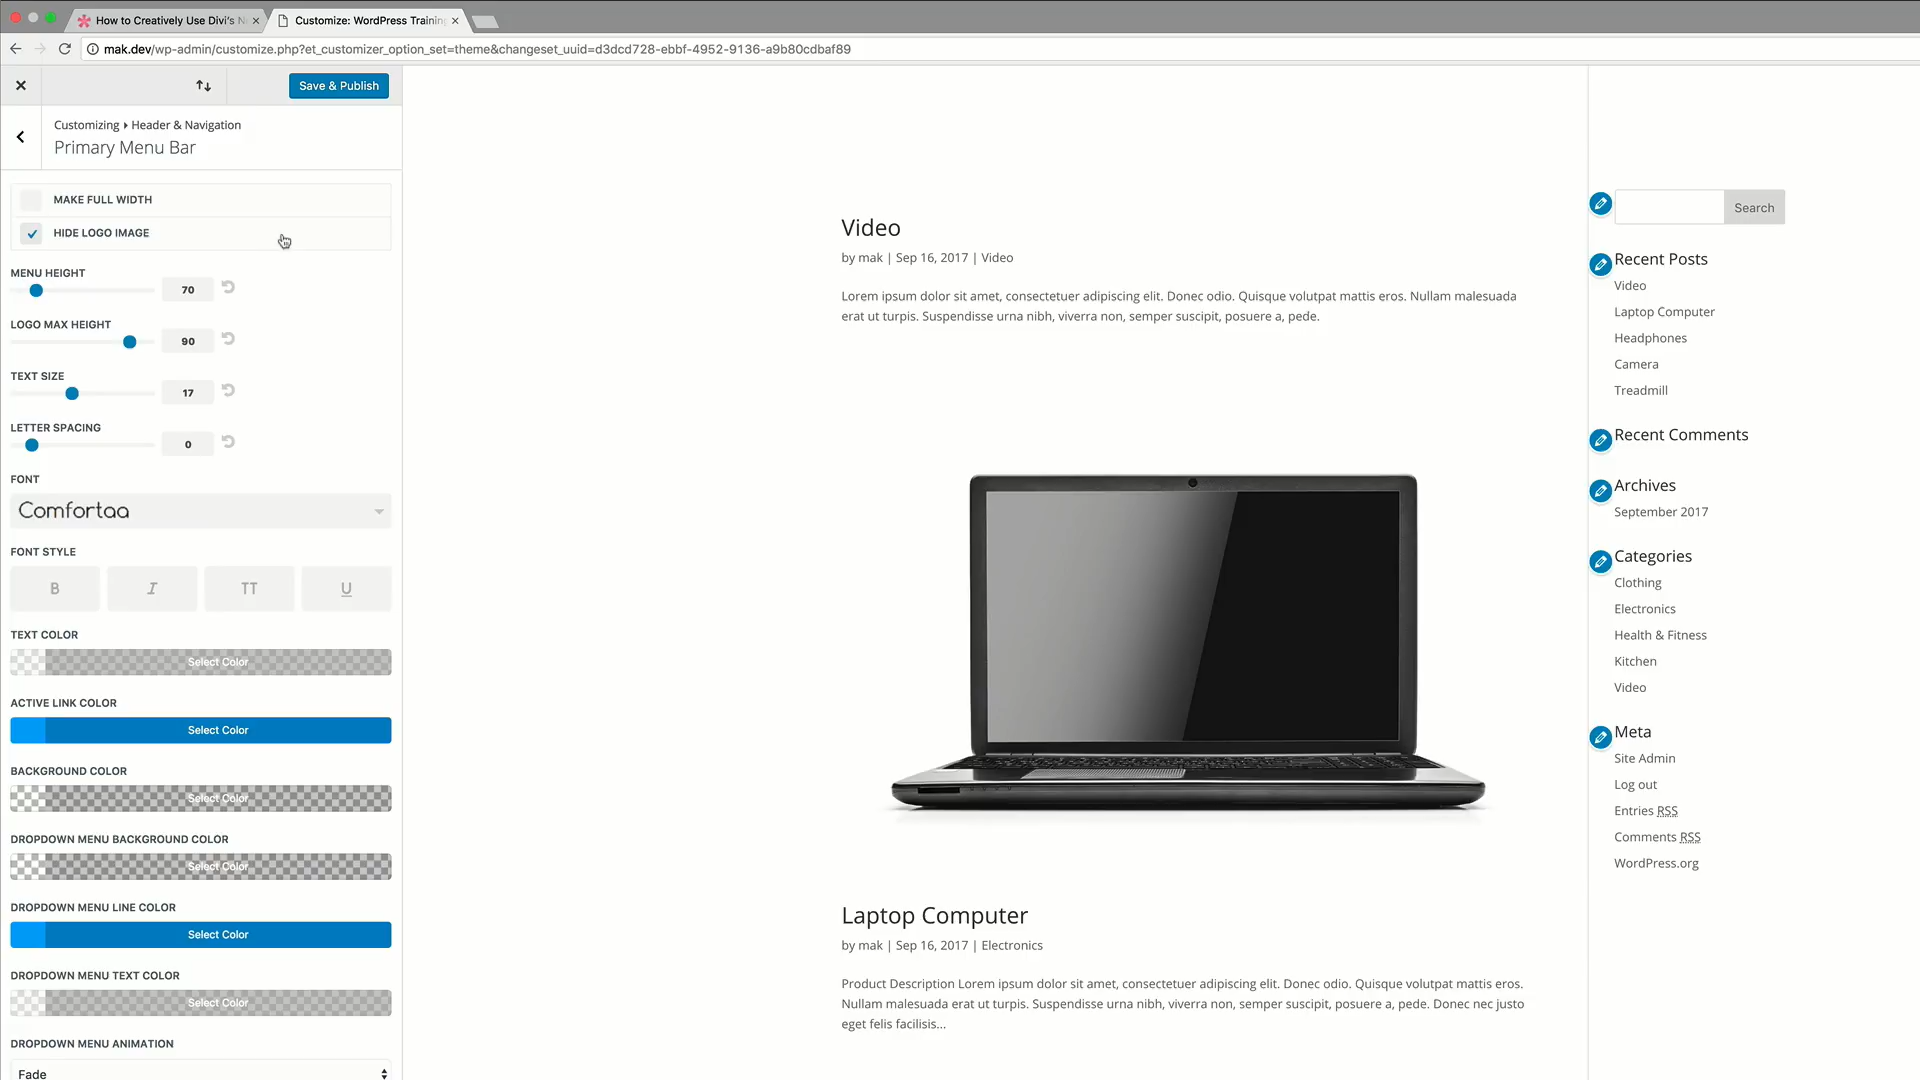 How to Creatively Use Divi's N
Customize: WordPress Training
mak.dev/wp-admin/customize.php?et_customizer_option_set=theme&changeset_uuid=d3dcd728-ebbf-4952-9136-a9b80cdbaf89
Save & Publish
Customizing ▸ Header & Navigation
Primary Menu Bar
MAKE FULL WIDTH
HIDE LOGO IMAGE
MENU HEIGHT
70
LOGO MAX HEIGHT
90
TEXT SIZE
17
LETTER SPACING
0
FONT
Comfortaa
FONT STYLE
B I TT U
TEXT COLOR
Select Color
ACTIVE LINK COLOR
Select Color
BACKGROUND COLOR
Select Color
DROPDOWN MENU BACKGROUND COLOR
Select Color
DROPDOWN MENU LINE COLOR
Select Color
DROPDOWN MENU TEXT COLOR
Select Color
DROPDOWN MENU ANIMATION
Fade
Video
by mak | Sep 16, 2017 | Video
Lorem ipsum dolor sit amet, consectetuer adipiscing elit. Donec odio. Quisque volutpat mattis eros. Nullam malesuada
erat ut turpis. Suspendisse urna nibh, viverra non, semper suscipit, posuere a, pede.
Laptop Computer
by mak | Sep 16, 2017 | Electronics
Product Description Lorem ipsum dolor sit amet, consectetuer adipiscing elit. Donec odio. Quisque volutpat mattis eros.
Nullam malesuada erat ut turpis. Suspendisse urna nibh, viverra non, semper suscipit, posuere a, pede. Donec nec justo
eget felis facilisis...
Search
Recent Posts
Video
Laptop Computer
Headphones
Camera
Treadmill
Recent Comments
Archives
September 2017
Categories
Clothing
Electronics
Health & Fitness
Kitchen
Video
Meta
Site Admin
Log out
Entries RSS
Comments RSS
WordPress.org